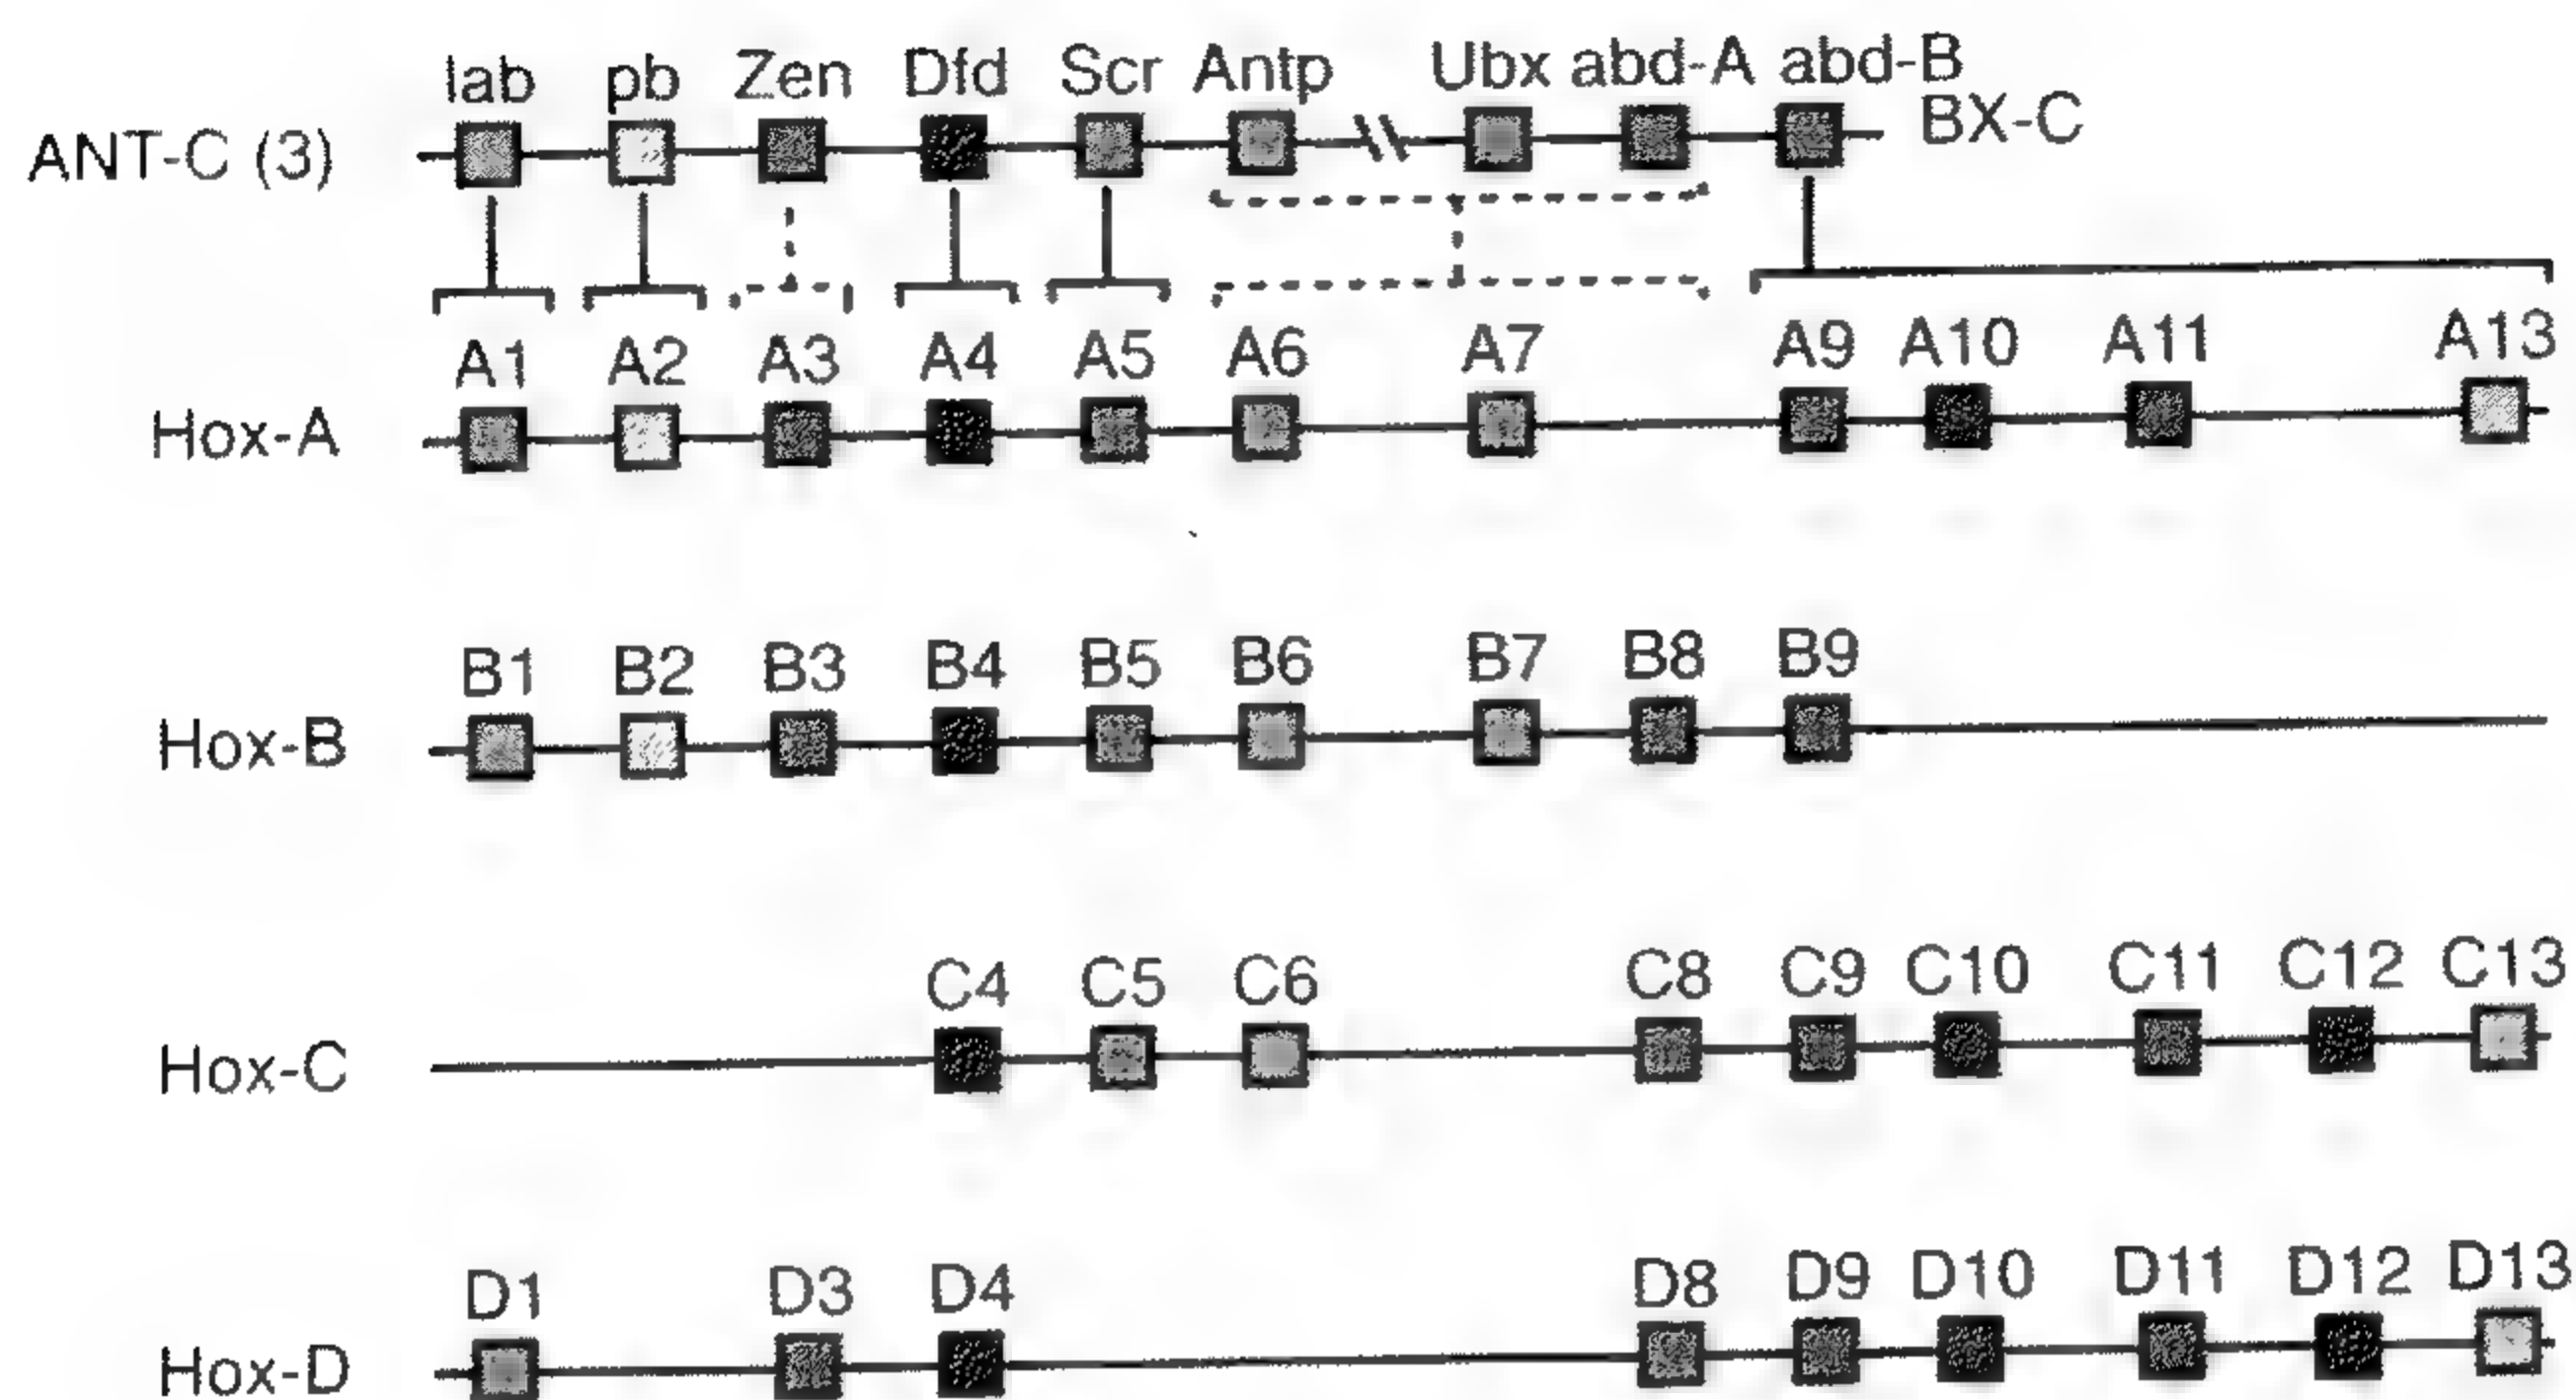 lab pb Zen Dfd Scr Antp Ubx abd-A abd-B
ANT-C (3) BX-C
A1 A2 A3 A4 A5 A6 A7 A9 A10 A11 A13
Hox-A
B1 B2 B3 B4 B5 B6 B7 B8 B9
Hox-B
C4 C5 C6 C8 C9 C10 C11 C12 C13
Hox-C
D1 D3 D4 D8 D9 D10 D11 D12 D13
Hox-D